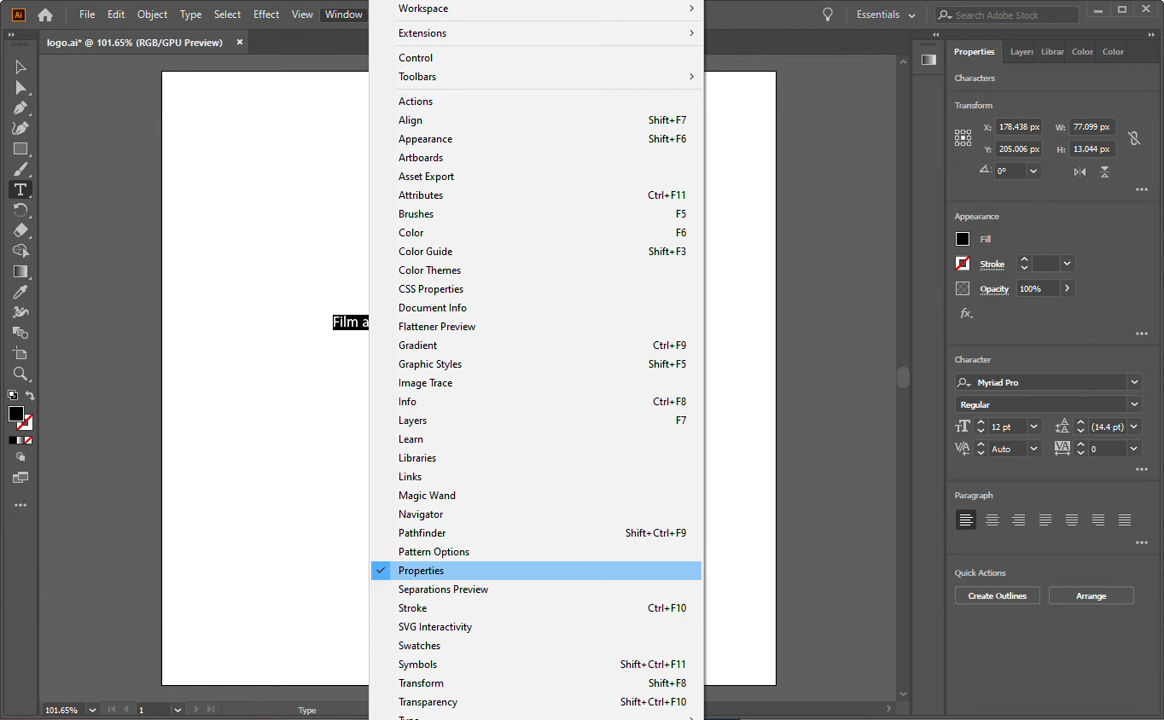 Ai File Edit Object Type Select Effect View Window Essentials Search Adobe Stock
logo.ai* @ 101.65% (RGB/GPU Preview)
Workspace
Extensions
Control
Toolbars
Actions
Align Shift+F7
Appearance Shift+F6
Artboards
Asset Export
Attributes Ctrl+F11
Brushes F5
Color F6
Color Guide Shift+F3
Color Themes
CSS Properties
Document Info
Flattener Preview
Gradient Ctrl+F9
Graphic Styles Shift+F5
Image Trace
Info Ctrl+F8
Layers F7
Learn
Libraries
Links
Magic Wand
Navigator
Pathfinder Shift+Ctrl+F9
Pattern Options
Properties
Separations Preview
Stroke Ctrl+F10
SVG Interactivity
Swatches
Symbols Shift+Ctrl+F11
Transform Shift+F8
Transparency Shift+Ctrl+F10
Film a
Properties Layers Librar Color Color
Characters
Transform
X: 178.438 px W: 77.099 px
Y: 205.006 px H: 13.044 px
0°
Appearance
Fill
Stroke
Opacity 100%
fx.
Character
Myriad Pro
Regular
12 pt (14.4 pt)
Auto 0
Paragraph
Quick Actions
Create Outlines Arrange
101.65% 1 Type